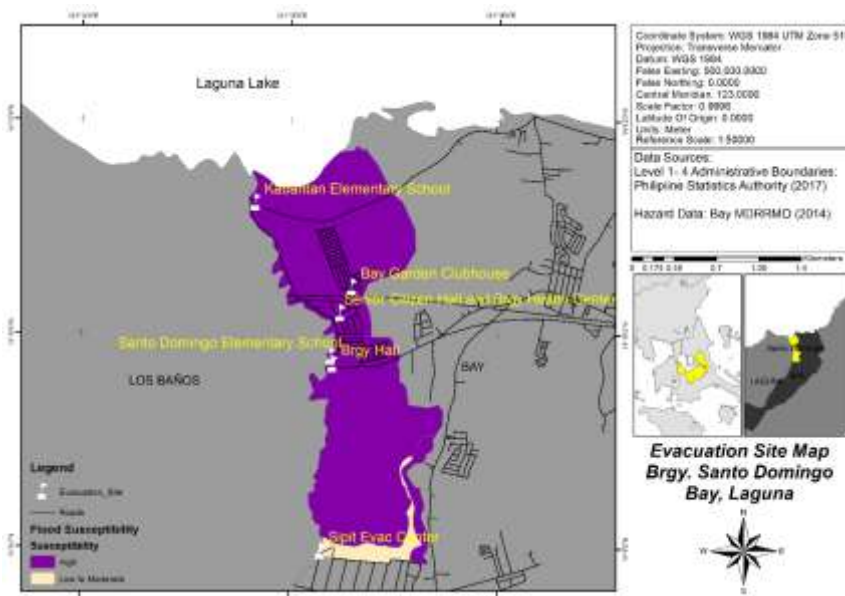 Laguna Lake
Kabaritan Elementary School
Bay Garden Clubhouse
Senior Citizen Hall and Brgy Health Center
Santo Domingo Elementary School
Brgy Hall
LOS BAÑOS
BAY
Sipit Evac Center
Legend
Evacuation_Site
Roads
Flood Susceptibility
Susceptibility
High
Low to Moderate
Coordinate System: WGS 1984 UTM Zone 51
Projection: Transverse Mercator
Datum: WGS 1984
False Easting: 500,000.0000
False Northing: 0.0000
Central Meridian: 123.0000
Scale Factor: 0.9996
Latitude Of Origin: 0.0000
Units: Meter
Reference Scale: 1:50000
Data Sources:
Level 1- 4 Administrative Boundaries:
Philipine Statistics Authority (2017)
Hazard Data: Bay MDRRMO (2014)
Kilometers
Evacuation Site Map
Brgy. Santo Domingo
Bay, Laguna
N
W E
S